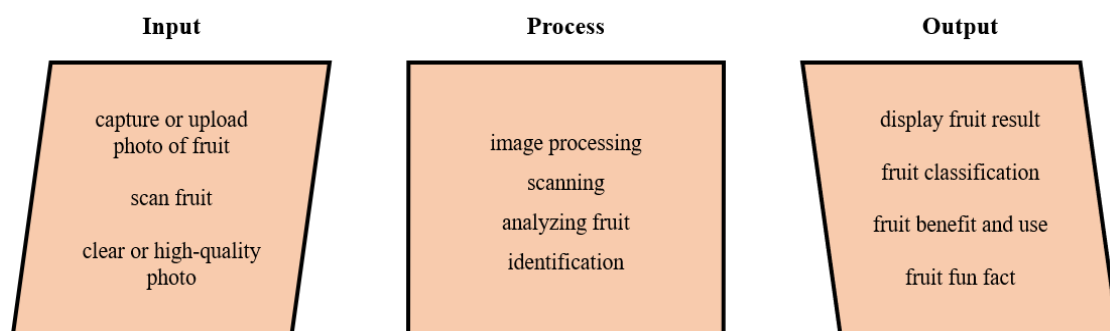 Input
capture or upload
photo of fruit
scan fruit
clear or high-quality
photo
Process
image processing
scanning
analyzing fruit
identification
Output
display fruit result
fruit classification
fruit benefit and use
fruit fun fact